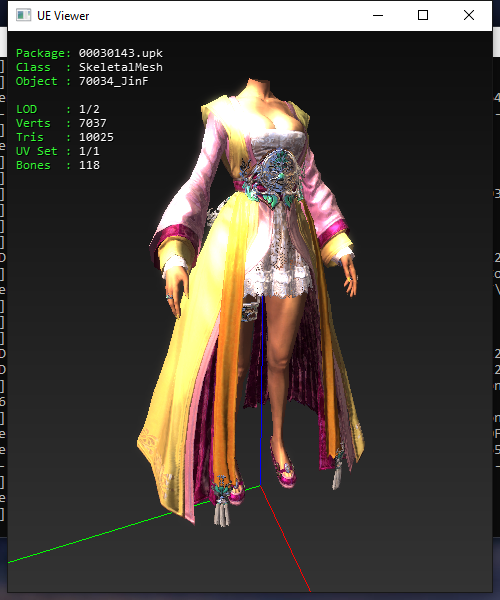 UE Viewer
Package: 00030143.upk
Class  : SkeletalMesh
Object : 70034_JinF
LOD    : 1/2
Verts  : 7037
Tris   : 10025
UV Set : 1/1
Bones  : 118